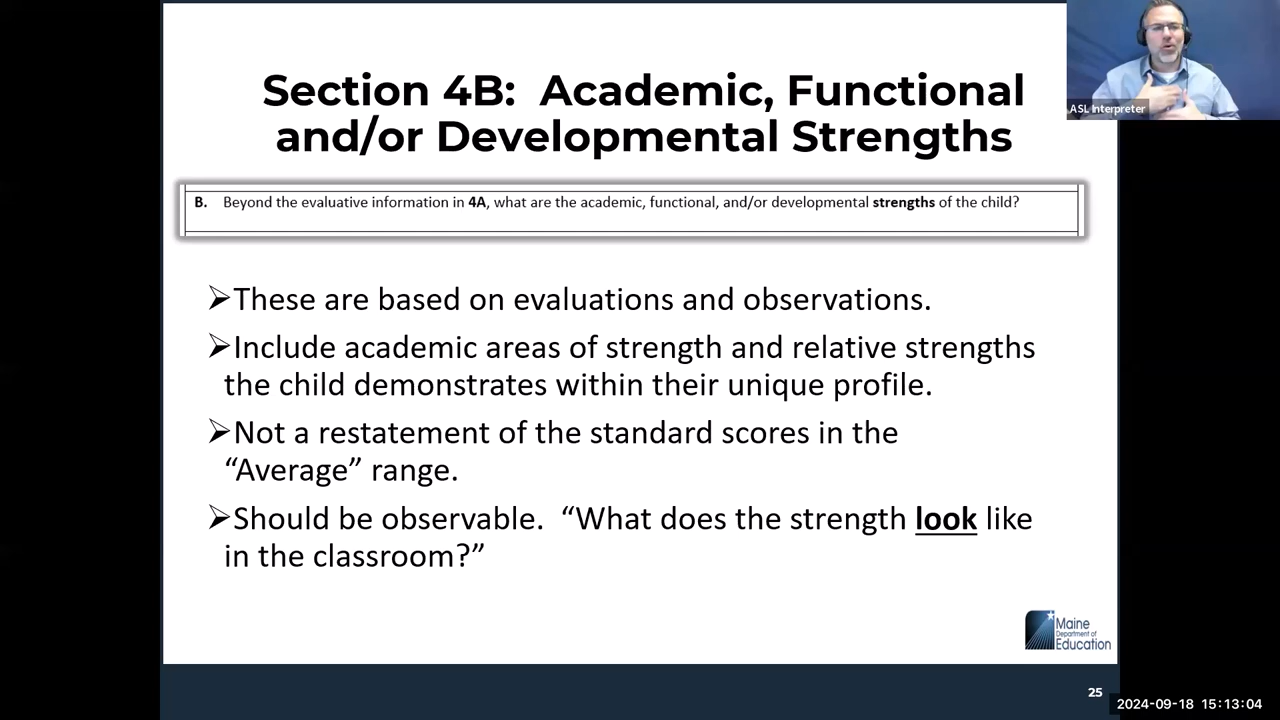 Section 4B:  Academic, Functional
and/or Developmental Strengths
ASL Interpreter
B. Beyond the evaluative information in 4A, what are the academic, functional, and/or developmental strengths of the child?
➢These are based on evaluations and observations.
➢Include academic areas of strength and relative strengths
the child demonstrates within their unique profile.
➢Not a restatement of the standard scores in the
“Average” range.
➢Should be observable.  “What does the strength look like
in the classroom?”
Maine
Department of
Education
25
2024-09-18 15:13:04